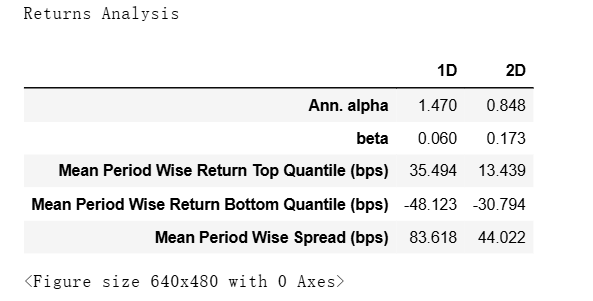 Returns Analysis
1D 2D
Ann. alpha 1.470 0.848
beta 0.060 0.173
Mean Period Wise Return Top Quantile (bps) 35.494 13.439
Mean Period Wise Return Bottom Quantile (bps) -48.123 -30.794
Mean Period Wise Spread (bps) 83.618 44.022
<Figure size 640x480 with 0 Axes>